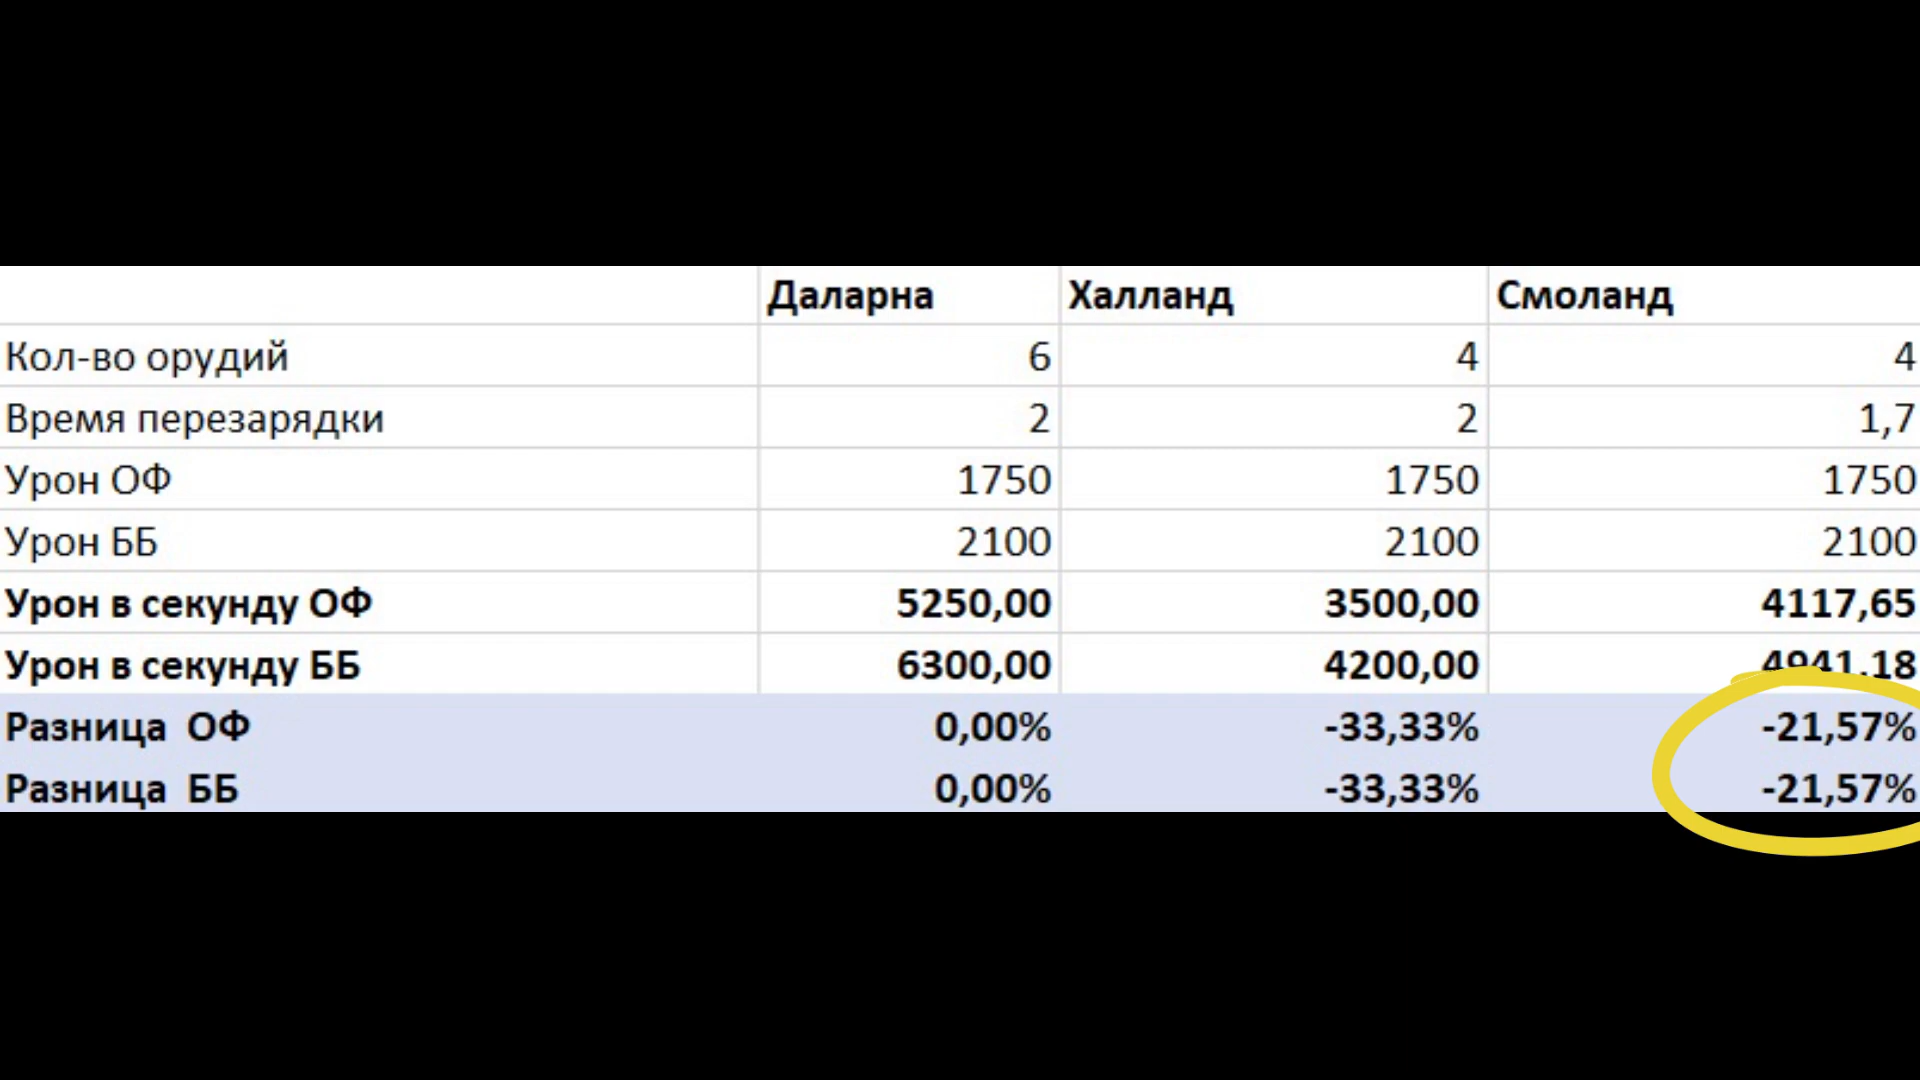 Даларна Халланд Смоланд
Кол-во орудий 6 4 4
Время перезарядки 2 2 1,7
Урон ОФ 1750 1750 1750
Урон ББ 2100 2100 2100
Урон в секунду ОФ 5250,00 3500,00 4117,65
Урон в секунду ББ 6300,00 4200,00 4941,18
Разница ОФ 0,00% -33,33% -21,57%
Разница ББ 0,00% -33,33% -21,57%